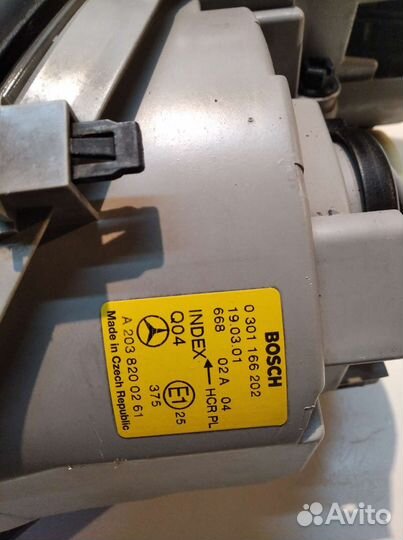 BOSCH
0 301 166 202
19.03.01
668 02 A 04
INDEX ← HCR PL
Q04
E1 25
375
A 203 820 02 61
Made in Czech Republic
Avito